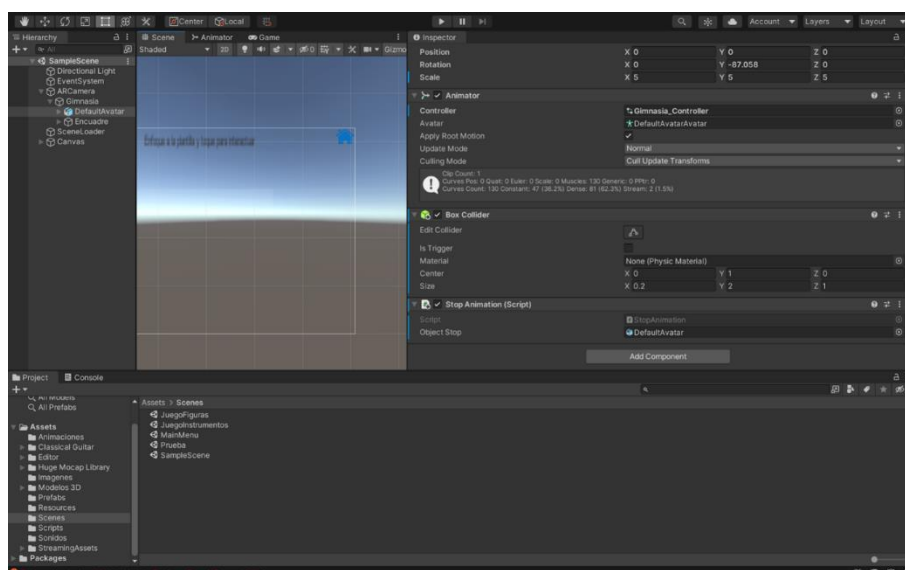 Center Local Account Layers Layout
Hierarchy Scene Animator Game Inspector
All Shaded 2D 0 Gizmo
SampleScene
Directional Light
EventSystem
ARCamera
Gimnasia
DefaultAvatar
Encuadre
SceneLoader
Canvas
Enfoque a la plantilla y toque para interactuar
Position X 0 Y 0 Z 0
Rotation X 0 Y -87.058 Z 0
Scale X 5 Y 5 Z 5
Animator
Controller Gimnasia_Controller
Avatar DefaultAvatarAvatar
Apply Root Motion
Update Mode Normal
Culling Mode Cull Update Transforms
Clip Count: 1
Curves Pos: 0 Quat: 0 Euler: 0 Scale: 0 Muscles: 130 Generic: 0 PPtr: 0
Curves Count: 130 Constant: 47 (36.2%) Dense: 81 (62.3%) Stream: 2 (1.5%)
Box Collider
Edit Collider
Is Trigger
Material None (Physic Material)
Center X 0 Y 1 Z 0
Size X 0.2 Y 2 Z 1
Stop Animation (Script)
Script StopAnimation
Object Stop DefaultAvatar
Add Component
Project Console
All Models
All Prefabs
Assets
Animaciones
Classical Guitar
Editor
Huge Mocap Library
Imagenes
Modelos 3D
Prefabs
Resources
Scenes
Scripts
Sonidos
StreamingAssets
Packages
Assets > Scenes
JuegoFiguras
JuegoInstrumentos
MainMenu
Prueba
SampleScene